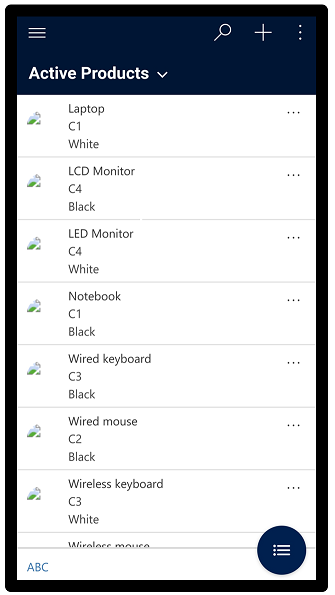 Active Products
Laptop
C1
White
LCD Monitor
C4
Black
LED Monitor
C4
White
Notebook
C1
Black
Wired keyboard
C3
Black
Wired mouse
C2
Black
Wireless keyboard
C3
White
Wireless mouse
ABC